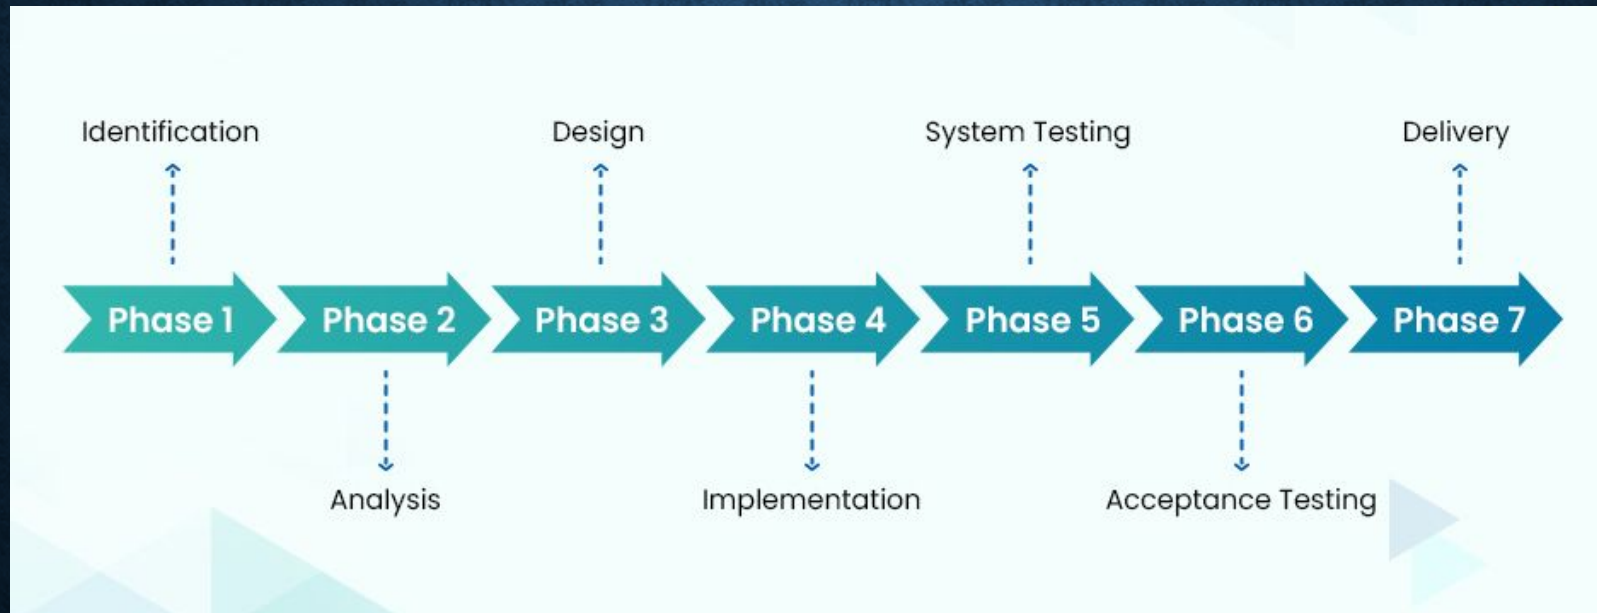 Identification
Design
System Testing
Delivery
Phase 1
Phase 2
Phase 3
Phase 4
Phase 5
Phase 6
Phase 7
Analysis
Implementation
Acceptance Testing